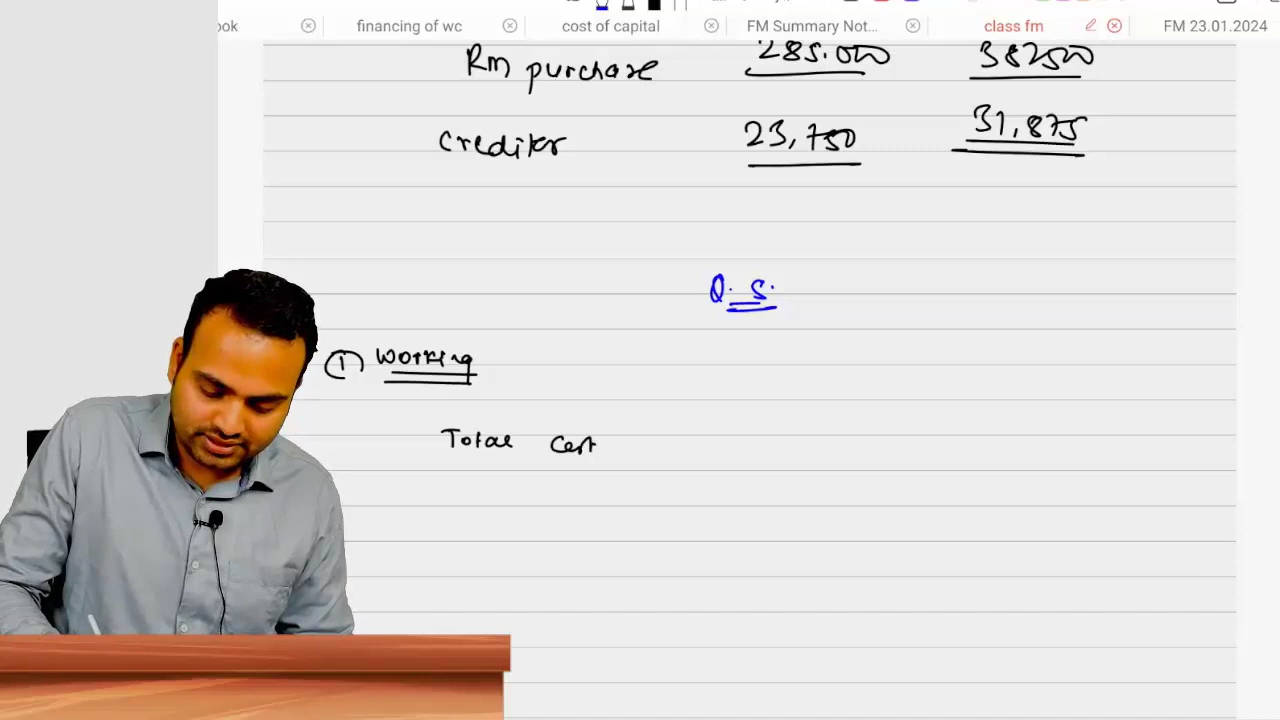 ook financing of wc cost of capital FM Summary Not... class fm FM 23.01.2024
RM purchase 285.000 382500
creditor 23,750 31,875
Q. 5.
① Working
Total Cost